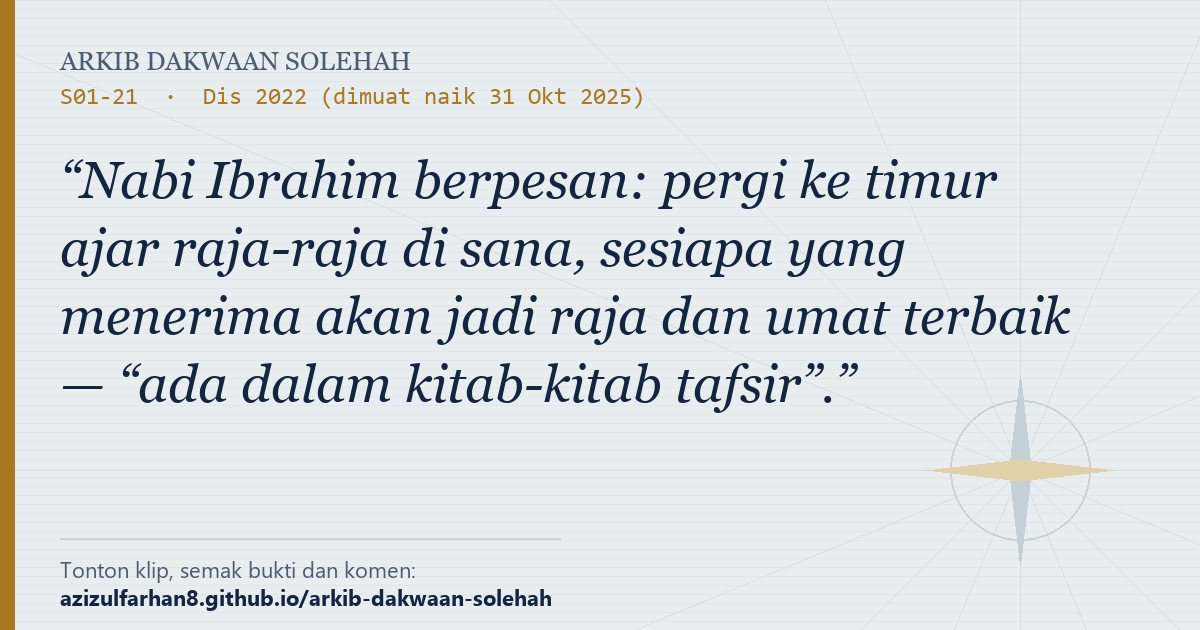 ARKIB DAKWAAN SOLEHAH
S01-21 · Dis 2022 (dimuat naik 31 Okt 2025)
“Nabi Ibrahim berpesan: pergi ke timur
ajar raja-raja di sana, sesiapa yang
menerima akan jadi raja dan umat terbaik
— “ada dalam kitab-kitab tafsir”.”
Tonton klip, semak bukti dan komen:
azizulfarhan8.github.io/arkib-dakwaan-solehah